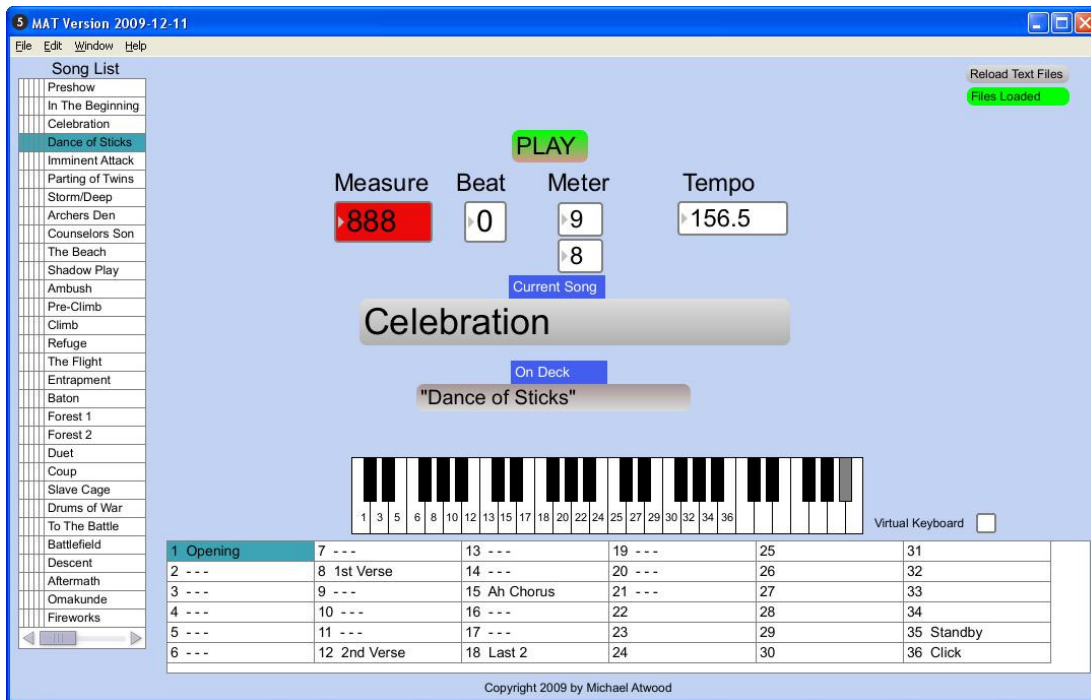 5 MAT Version 2009-12-11
File Edit Window Help
Song List
Preshow
In The Beginning
Celebration
Dance of Sticks
Imminent Attack
Parting of Twins
Storm/Deep
Archers Den
Counselors Son
The Beach
Shadow Play
Ambush
Pre-Climb
Climb
Refuge
The Flight
Entrapment
Baton
Forest 1
Forest 2
Duet
Coup
Slave Cage
Drums of War
To The Battle
Battlefield
Descent
Aftermath
Omakunde
Fireworks
Reload Text Files
Files Loaded
PLAY
Measure Beat Meter Tempo
888 0 9 156.5
8
Current Song
Celebration
On Deck
"Dance of Sticks"
1 3 5 6 8 10 12 13 15 17 18 20 22 24 25 27 29 30 32 34 36
Virtual Keyboard
1 Opening 7 - - - 13 - - - 19 - - - 25 31
2 - - - 8 1st Verse 14 - - - 20 - - - 26 32
3 - - - 9 - - - 15 Ah Chorus 21 - - - 27 33
4 - - - 10 - - - 16 - - - 22 28 34
5 - - - 11 - - - 17 - - - 23 29 35 Standby
6 - - - 12 2nd Verse 18 Last 2 24 30 36 Click
Copyright 2009 by Michael Atwood